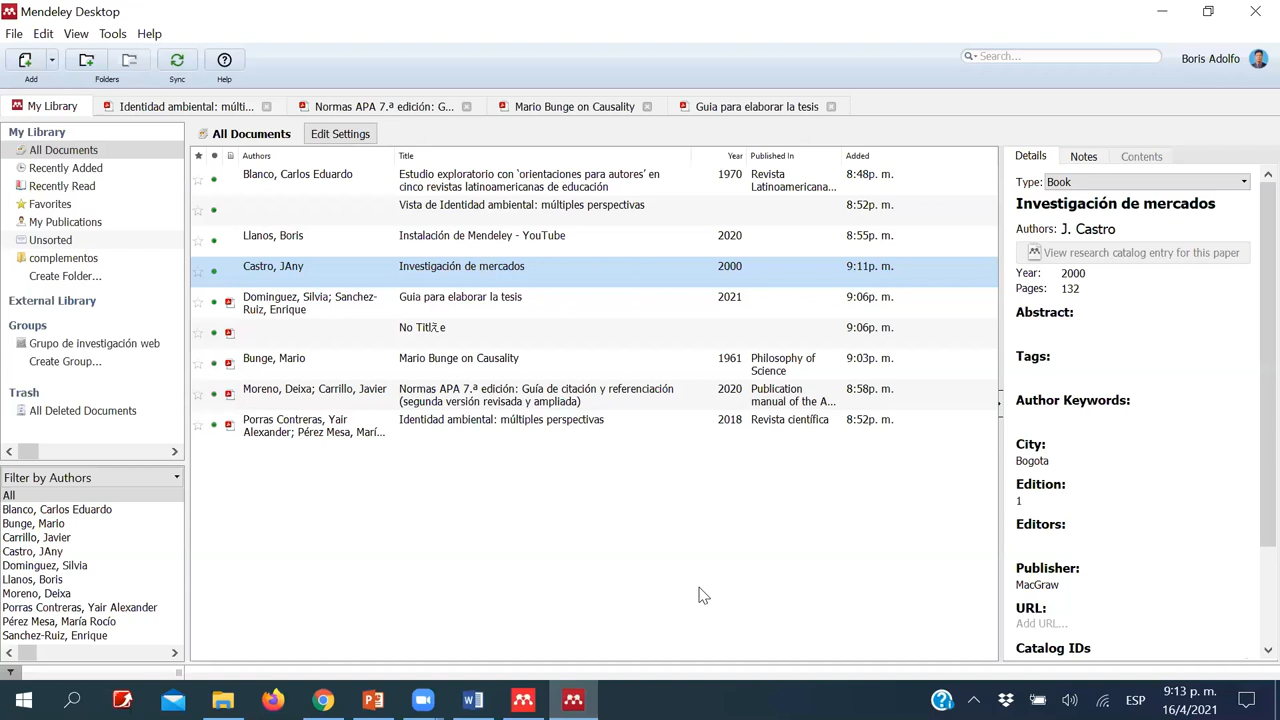 Mendeley Desktop
File Edit View Tools Help
Add Folders Sync Help
Search...
Boris Adolfo
My Library Identidad ambiental: múlti... Normas APA 7.ª edición: G... Mario Bunge on Causality Guia para elaborar la tesis
My Library
All Documents
Recently Added
Recently Read
Favorites
My Publications
Unsorted
complementos
Create Folder...
External Library
Groups
Grupo de investigación web
Create Group...
Trash
All Deleted Documents
Filter by Authors
All
Blanco, Carlos Eduardo
Bunge, Mario
Carrillo, Javier
Castro, JAny
Dominguez, Silvia
Llanos, Boris
Moreno, Deixa
Porras Contreras, Yair Alexander
Pérez Mesa, María Rocío
Sanchez-Ruiz, Enrique
All Documents Edit Settings
Authors Title Year Published In Added
Blanco, Carlos Eduardo Estudio exploratorio con ‘orientaciones para autores’ en 1970 Revista 8:48p. m.
cinco revistas latinoamericanas de educación Latinoamericana...
Vista de Identidad ambiental: múltiples perspectivas 8:52p. m.
Llanos, Boris Instalación de Mendeley - YouTube 2020 8:55p. m.
Castro, JAny Investigación de mercados 2000 9:11p. m.
Dominguez, Silvia; Sanchez- Guia para elaborar la tesis 2021 9:06p. m.
Ruiz, Enrique
No 9:06p. m.
Bunge, Mario Mario Bunge on Causality 1961 Philosophy of 9:03p. m.
Science
Moreno, Deixa; Carrillo, Javier Normas APA 7.ª edición: Guía de citación y referenciación 2020 Publication 8:58p. m.
(segunda versión revisada y ampliada) manual of the A...
Porras Contreras, Yair Identidad ambiental: múltiples perspectivas 2018 Revista científica 8:52p. m.
Alexander; Pérez Mesa, Marí...
Details Notes Contents
Type: Book
Investigación de mercados
Authors: J. Castro
View research catalog entry for this paper
Year: 2000
Pages: 132
Abstract:
Tags:
Author Keywords:
City:
Bogota
Edition:
1
Editors:
Publisher:
MacGraw
URL:
Add URL...
Catalog IDs
ESP
9:13 p. m.
16/4/2021